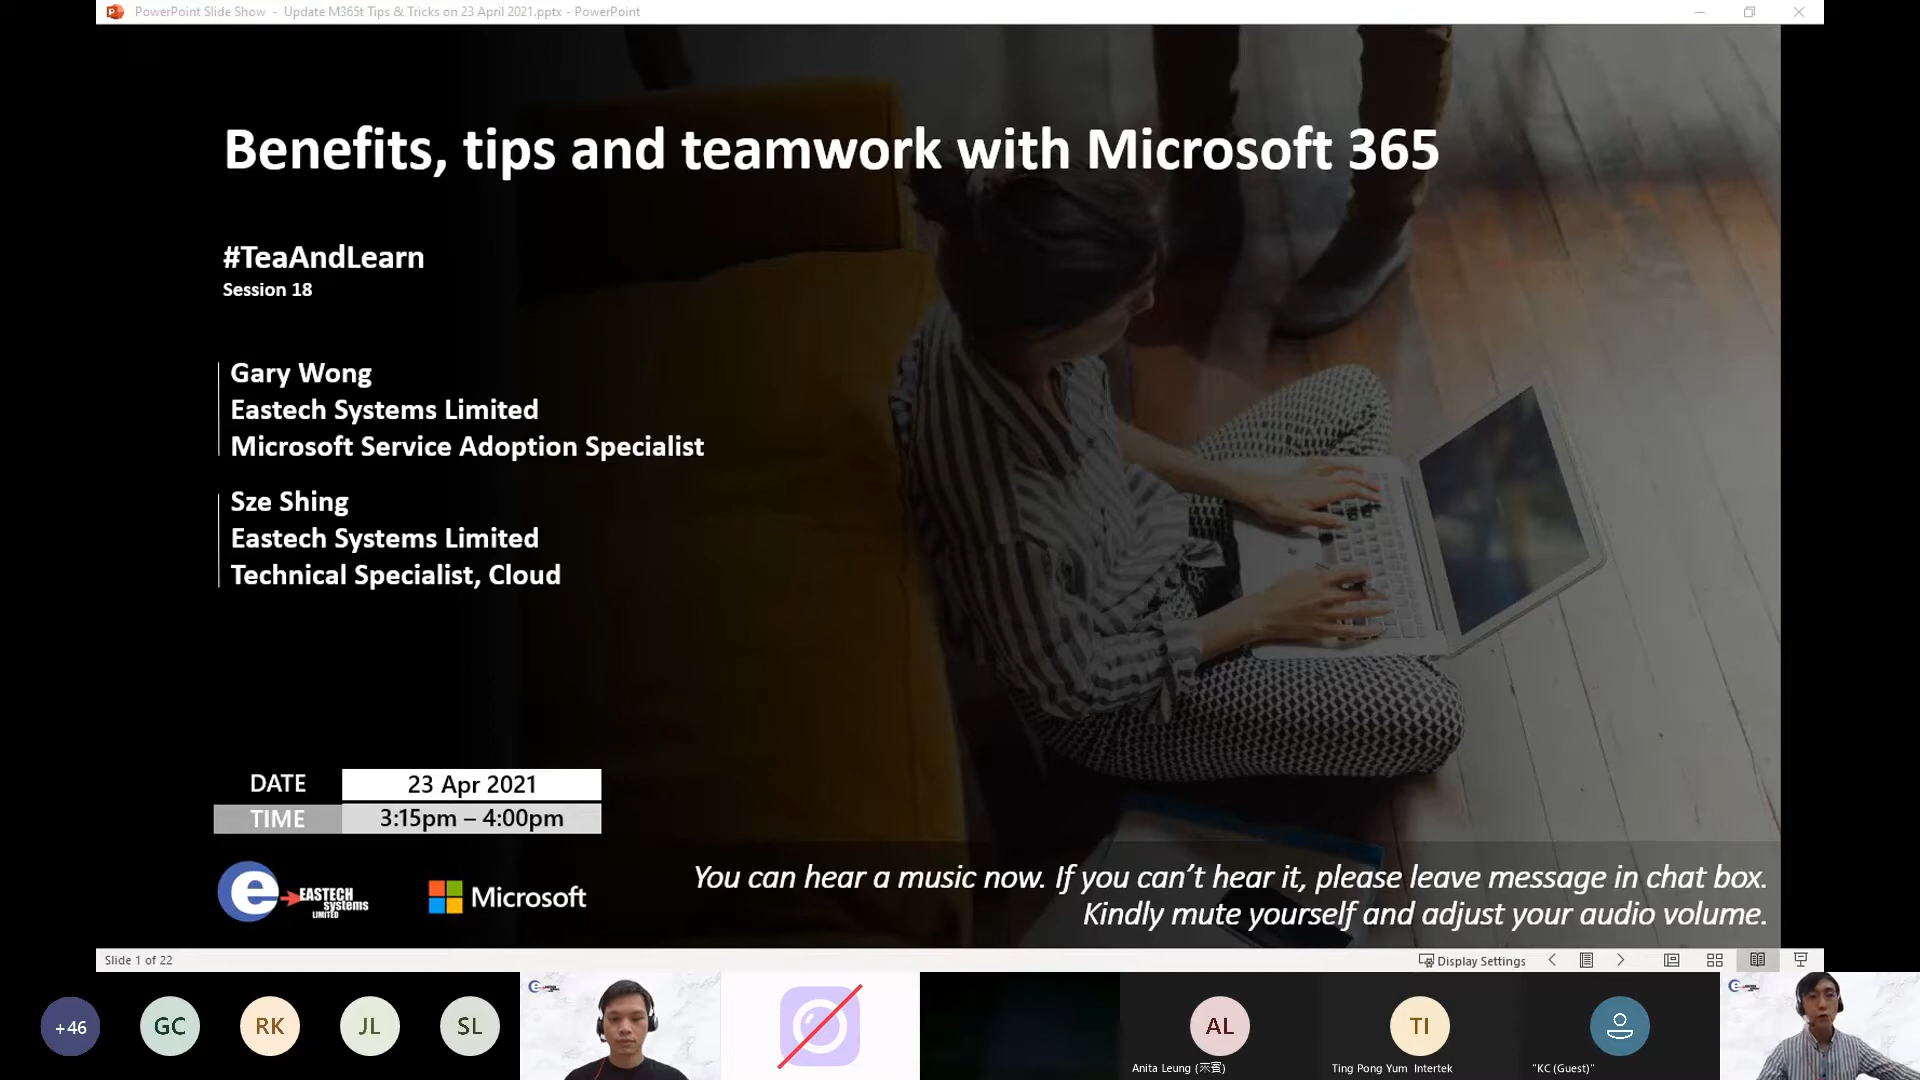 PowerPoint Slide Show - Update M365t Tips & Tricks on 23 April 2021.pptx - PowerPoint
Benefits, tips and teamwork with Microsoft 365
#TeaAndLearn
Session 18
Gary Wong
Eastech Systems Limited
Microsoft Service Adoption Specialist
Sze Shing
Eastech Systems Limited
Technical Specialist, Cloud
DATE 23 Apr 2021
TIME 3:15pm – 4:00pm
e EASTECH
systems
LIMITED
Microsoft
You can hear a music now. If you can't hear it, please leave message in chat box.
Kindly mute yourself and adjust your audio volume.
Slide 1 of 22
Display Settings
+46
GC
RK
JL
SL
AL
TI
Anita Leung
Ting Pong Yum Intertek
"KC (Guest)"